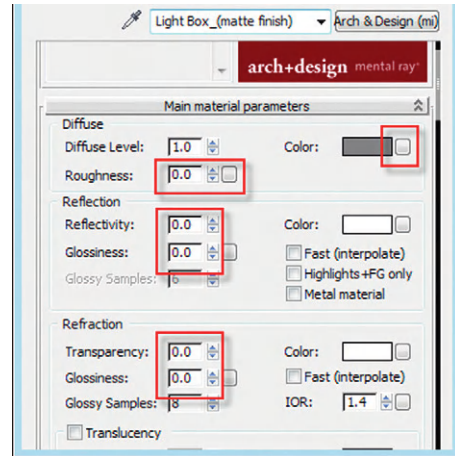 Light Box_(matte finish) Arch & Design (mi)
arch+design mental ray
Main material parameters
Diffuse
Diffuse Level: 1.0 Color:
Roughness: 0.0
Reflection
Reflectivity: 0.0 Color:
Glossiness: 0.0 Fast (interpolate)
Glossy Samples: 6 Highlights+FG only
Metal material
Refraction
Transparency: 0.0 Color:
Glossiness: 0.0 Fast (interpolate)
Glossy Samples: 8 IOR: 1.4
Translucency